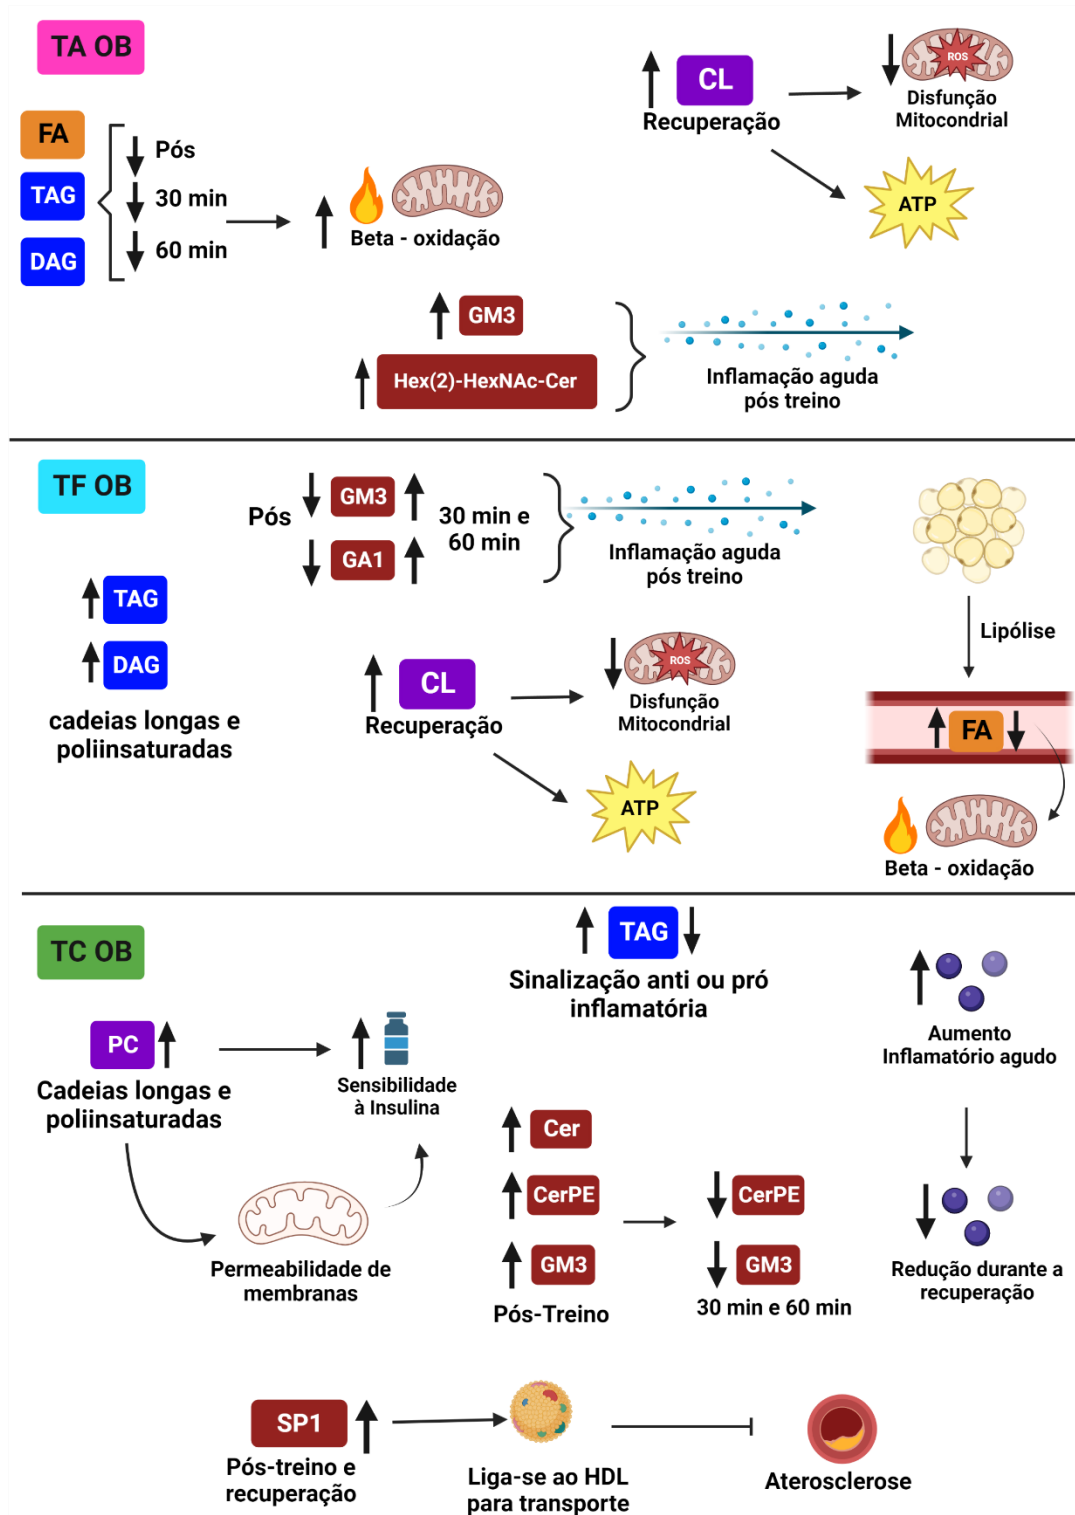 TA OB
FA
TAG
DAG
Pós
30 min
60 min
Beta - oxidação
CL
Recuperação
ROS
Disfunção
Mitocondrial
ATP
GM3
Hex(2)-HexNAc-Cer
Inflamação aguda
pós treino
TF OB
Pós
GM3
GA1
30 min e
60 min
Inflamação aguda
pós treino
TAG
DAG
cadeias longas e
poliinsaturadas
CL
Recuperação
ROS
Disfunção
Mitocondrial
ATP
Lipólise
FA
Beta - oxidação
TC OB
PC
Cadeias longas e
poliinsaturadas
Sensibilidade
à Insulina
Permeabilidade de
membranas
TAG
Sinalização anti ou pró
inflamatória
Cer
CerPE
GM3
Pós-Treino
CerPE
GM3
30 min e 60 min
Aumento
Inflamatório agudo
Redução durante a
recuperação
SP1
Pós-treino e
recuperação
Liga-se ao HDL
para transporte
Aterosclerose